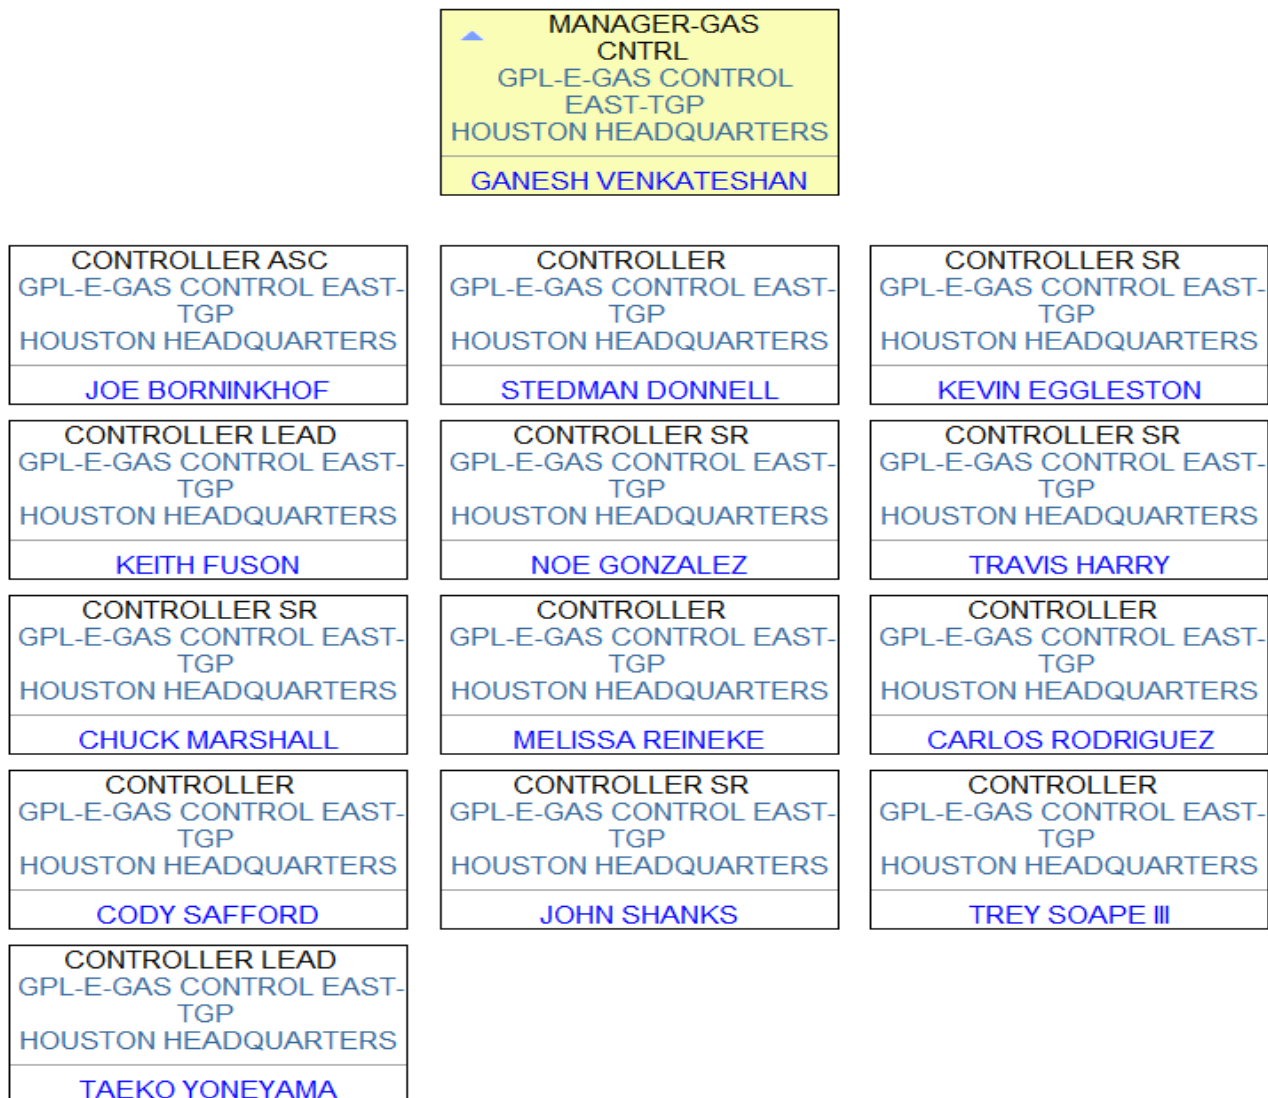 MANAGER-GAS
CNTRL
GPL-E-GAS CONTROL
EAST-TGP
HOUSTON HEADQUARTERS
GANESH VENKATESHAN
CONTROLLER ASC
GPL-E-GAS CONTROL EAST-
TGP
HOUSTON HEADQUARTERS
JOE BORNINKHOF
CONTROLLER
GPL-E-GAS CONTROL EAST-
TGP
HOUSTON HEADQUARTERS
STEDMAN DONNELL
CONTROLLER SR
GPL-E-GAS CONTROL EAST-
TGP
HOUSTON HEADQUARTERS
KEVIN EGGLESTON
CONTROLLER LEAD
GPL-E-GAS CONTROL EAST-
TGP
HOUSTON HEADQUARTERS
KEITH FUSON
CONTROLLER SR
GPL-E-GAS CONTROL EAST-
TGP
HOUSTON HEADQUARTERS
NOE GONZALEZ
CONTROLLER SR
GPL-E-GAS CONTROL EAST-
TGP
HOUSTON HEADQUARTERS
TRAVIS HARRY
CONTROLLER SR
GPL-E-GAS CONTROL EAST-
TGP
HOUSTON HEADQUARTERS
CHUCK MARSHALL
CONTROLLER
GPL-E-GAS CONTROL EAST-
TGP
HOUSTON HEADQUARTERS
MELISSA REINEKE
CONTROLLER
GPL-E-GAS CONTROL EAST-
TGP
HOUSTON HEADQUARTERS
CARLOS RODRIGUEZ
CONTROLLER
GPL-E-GAS CONTROL EAST-
TGP
HOUSTON HEADQUARTERS
CODY SAFFORD
CONTROLLER SR
GPL-E-GAS CONTROL EAST-
TGP
HOUSTON HEADQUARTERS
JOHN SHANKS
CONTROLLER
GPL-E-GAS CONTROL EAST-
TGP
HOUSTON HEADQUARTERS
TREY SOAPE III
CONTROLLER LEAD
GPL-E-GAS CONTROL EAST-
TGP
HOUSTON HEADQUARTERS
TAEKO YONEYAMA